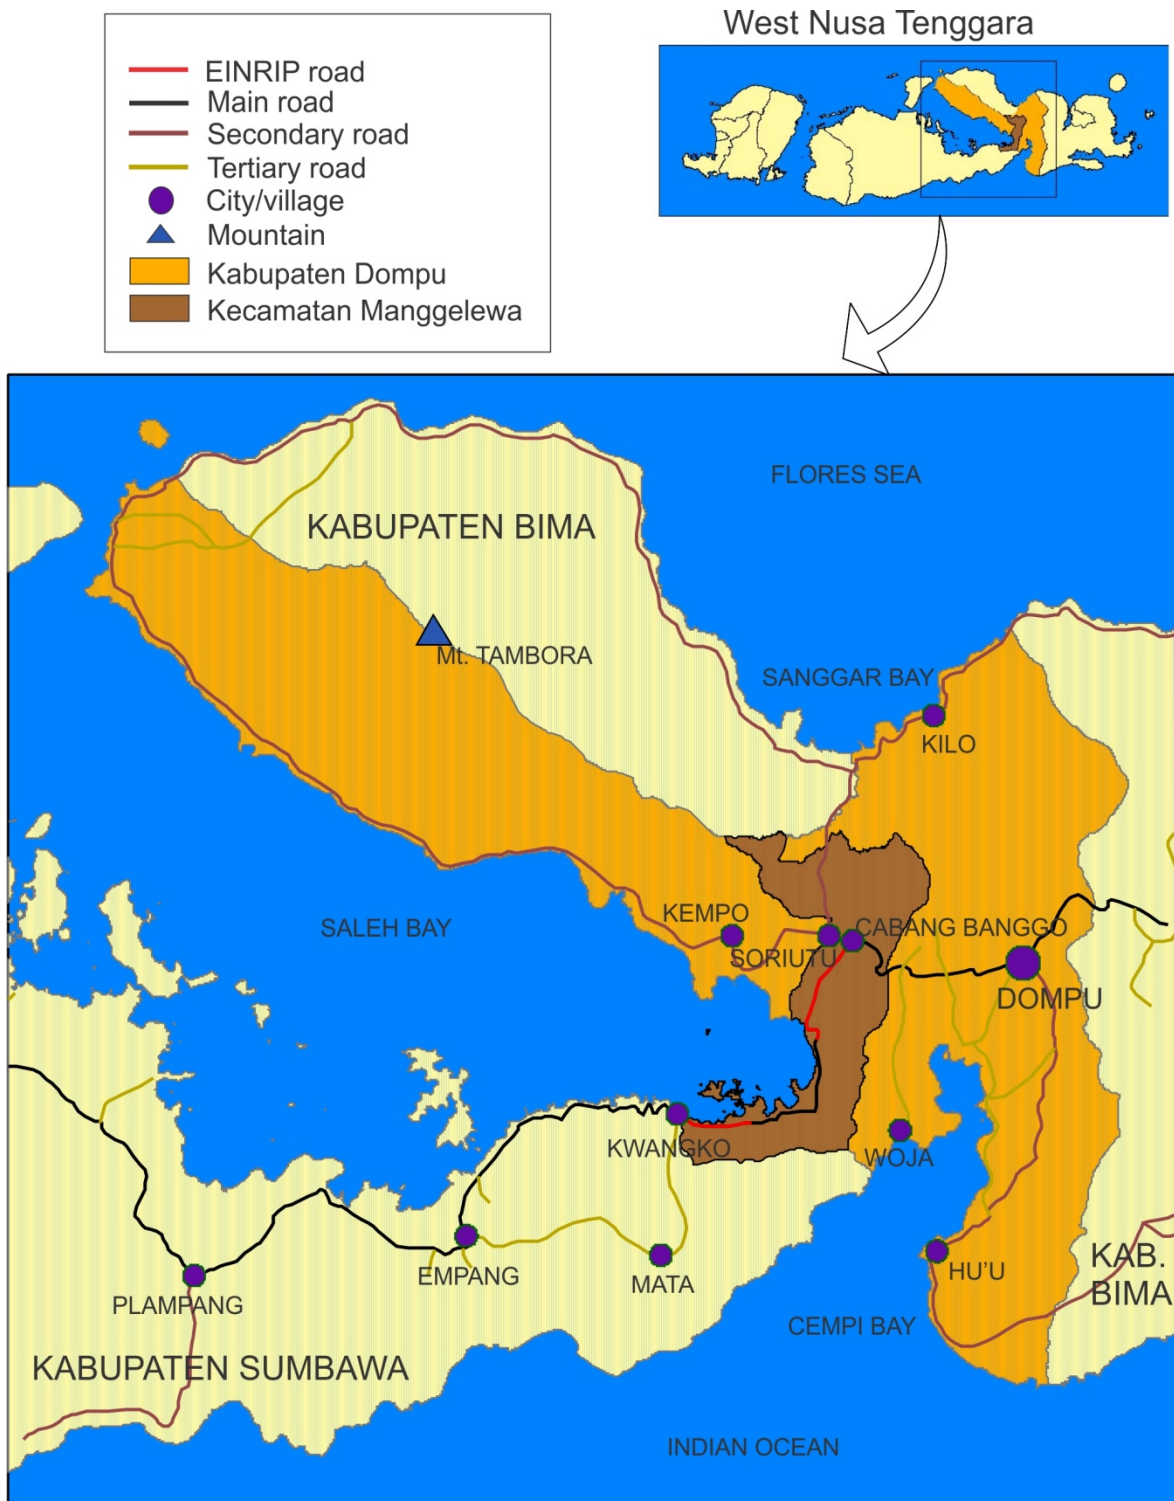 West Nusa Tenggara
EINRIP road
Main road
Secondary road
Tertiary road
City/village
Mountain
Kabupaten Dompu
Kecamatan Manggelewa
FLORES SEA
KABUPATEN BIMA
Mt. TAMBORA
SANGGAR BAY
KILO
KEMPO
SALEH BAY
CABANG BANGGO
SORIUTU
DOMPU
KWANGKO
WOJA
EMPANG
MATA
HU'U
KAB.
BIMA
PLAMPANG
CEMPI BAY
KABUPATEN SUMBAWA
INDIAN OCEAN